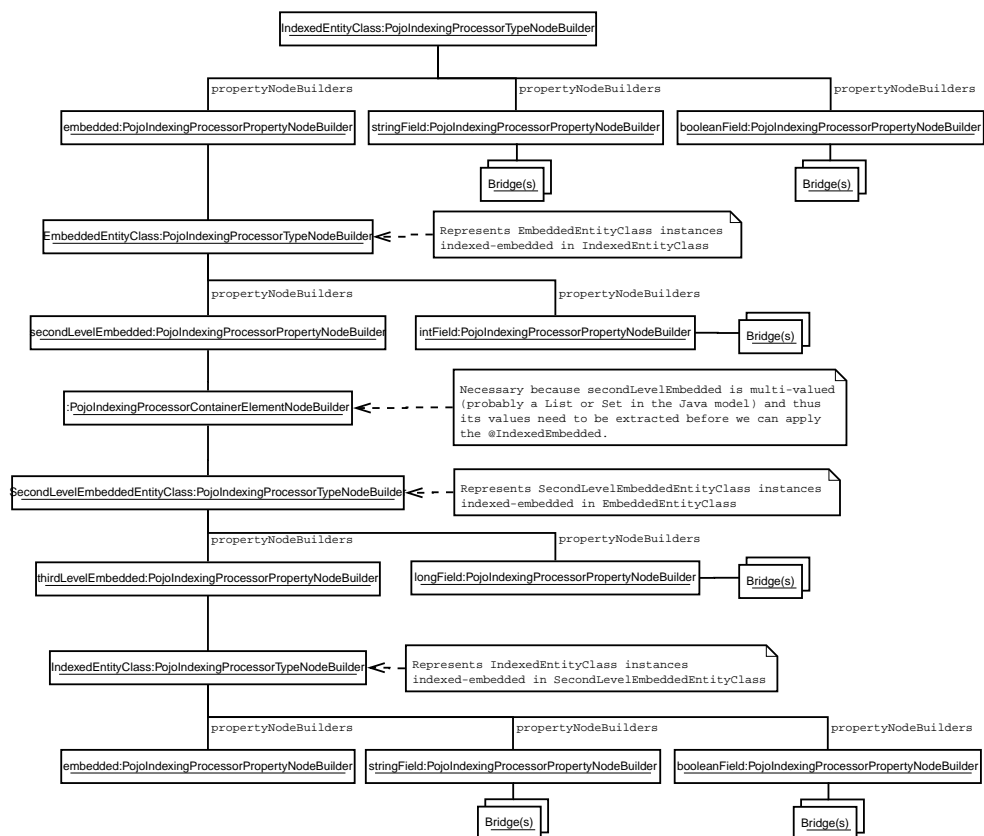 IndexedEntityClass:PojoIndexingProcessorTypeNodeBuilder
propertyNodeBuilders
propertyNodeBuilders
propertyNodeBuilders
embedded:PojoIndexingProcessorPropertyNodeBuilder
stringField:PojoIndexingProcessorPropertyNodeBuilder
booleanField:PojoIndexingProcessorPropertyNodeBuilder
Bridge(s)
Bridge(s)
EmbeddedEntityClass:PojoIndexingProcessorTypeNodeBuilder
Represents EmbeddedEntityClass instances
indexed-embedded in IndexedEntityClass
propertyNodeBuilders
propertyNodeBuilders
secondLevelEmbedded:PojoIndexingProcessorPropertyNodeBuilder
intField:PojoIndexingProcessorPropertyNodeBuilder
Bridge(s)
:PojoIndexingProcessorContainerElementNodeBuilder
Necessary because secondLevelEmbedded is multi-valued
(probably a List or Set in the Java model) and thus
its values need to be extracted before we can apply
the @IndexedEmbedded.
SecondLevelEmbeddedEntityClass:PojoIndexingProcessorTypeNodeBuilder
Represents SecondLevelEmbeddedEntityClass instances
indexed-embedded in EmbeddedEntityClass
propertyNodeBuilders
propertyNodeBuilders
thirdLevelEmbedded:PojoIndexingProcessorPropertyNodeBuilder
longField:PojoIndexingProcessorPropertyNodeBuilder
Bridge(s)
IndexedEntityClass:PojoIndexingProcessorTypeNodeBuilder
Represents IndexedEntityClass instances
indexed-embedded in SecondLevelEmbeddedEntityClass
propertyNodeBuilders
propertyNodeBuilders
propertyNodeBuilders
embedded:PojoIndexingProcessorPropertyNodeBuilder
stringField:PojoIndexingProcessorPropertyNodeBuilder
booleanField:PojoIndexingProcessorPropertyNodeBuilder
Bridge(s)
Bridge(s)